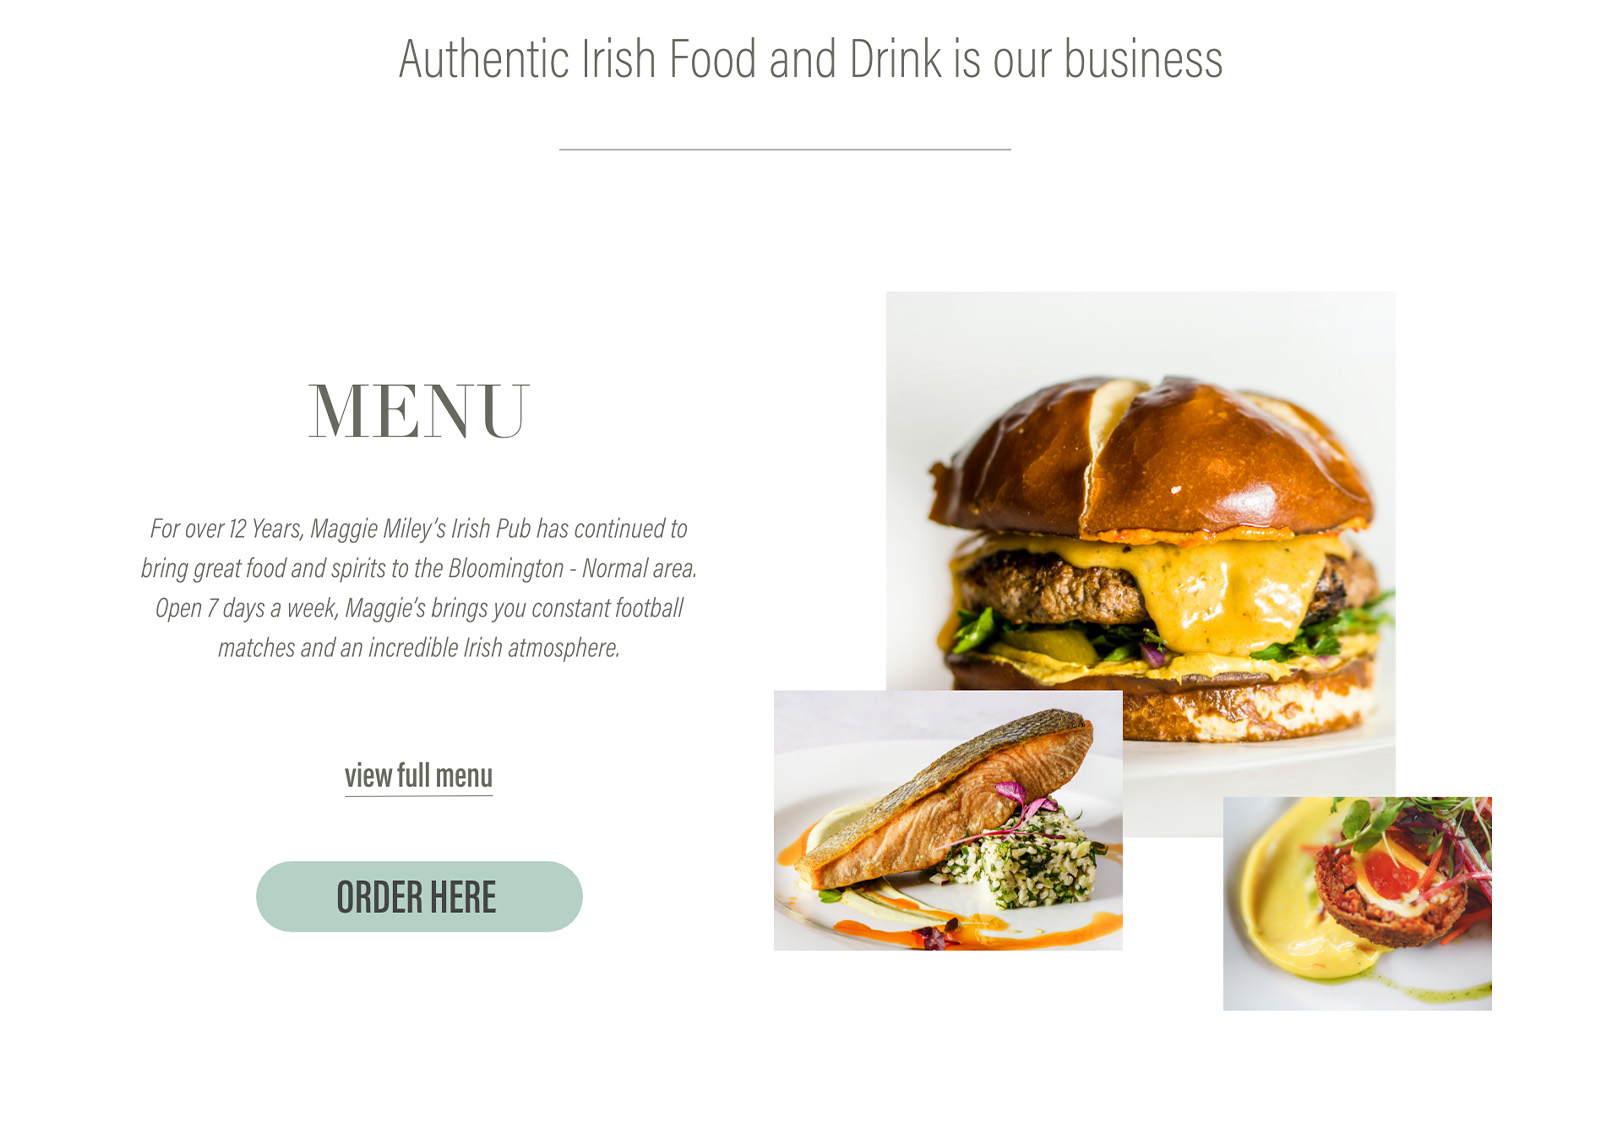 Authentic Irish Food and Drink is our business
MENU
For over 12 Years, Maggie Miley's Irish Pub has continued to
bring great food and spirits to the Bloomington - Normal area.
Open 7 days a week, Maggie's brings you constant football
matches and an incredible Irish atmosphere.
view full menu
ORDER HERE